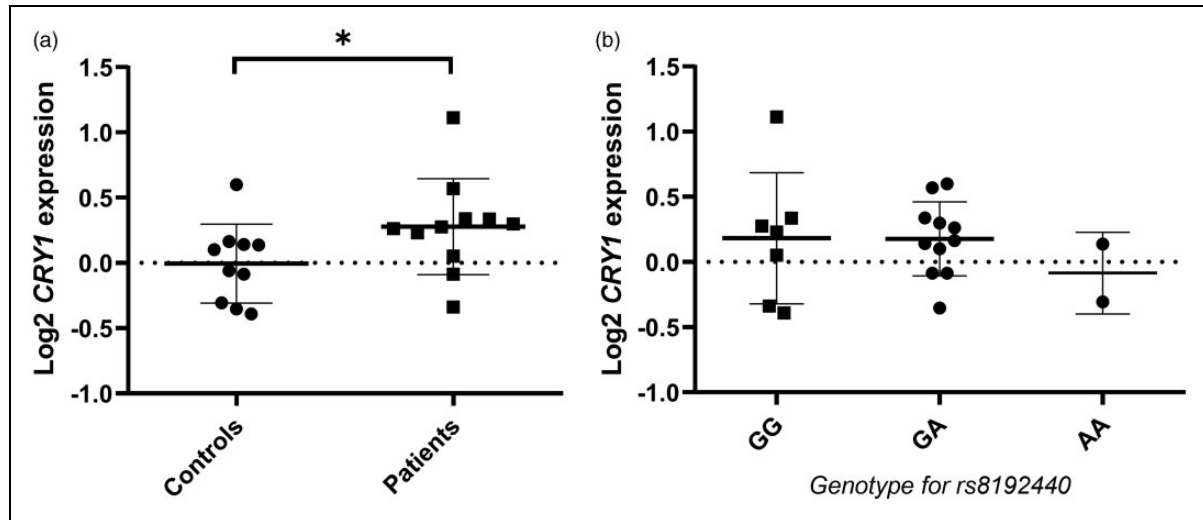 (a)
*
1.5
1.0
0.5
0.0
-0.5
-1.0
Log2 CRY1 expression
Controls
Patients
(b)
1.5
1.0
0.5
0.0
-0.5
-1.0
Log2 CRY1 expression
GG
GA
AA
Genotype for rs8192440